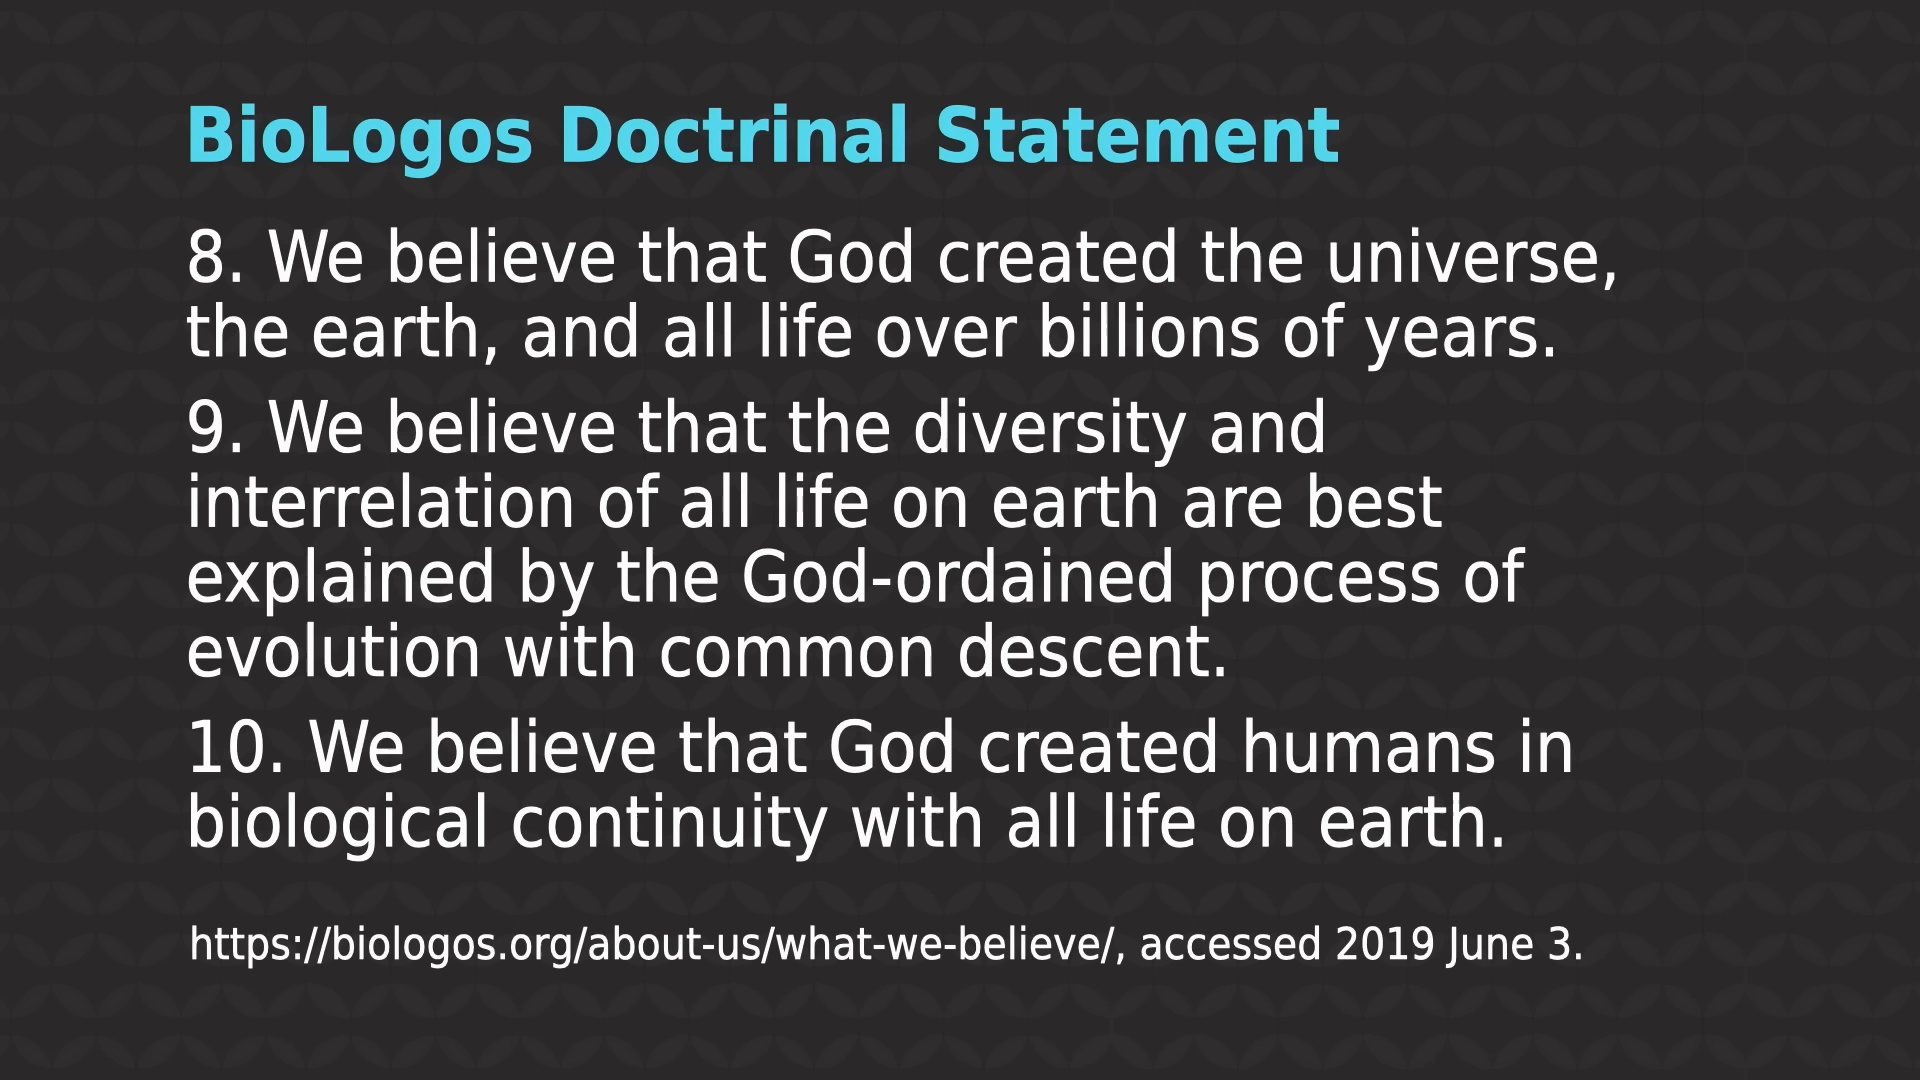 BioLogos Doctrinal Statement
8. We believe that God created the universe,
the earth, and all life over billions of years.
9. We believe that the diversity and
interrelation of all life on earth are best
explained by the God-ordained process of
evolution with common descent.
10. We believe that God created humans in
biological continuity with all life on earth.
https://biologos.org/about-us/what-we-believe/, accessed 2019 June 3.